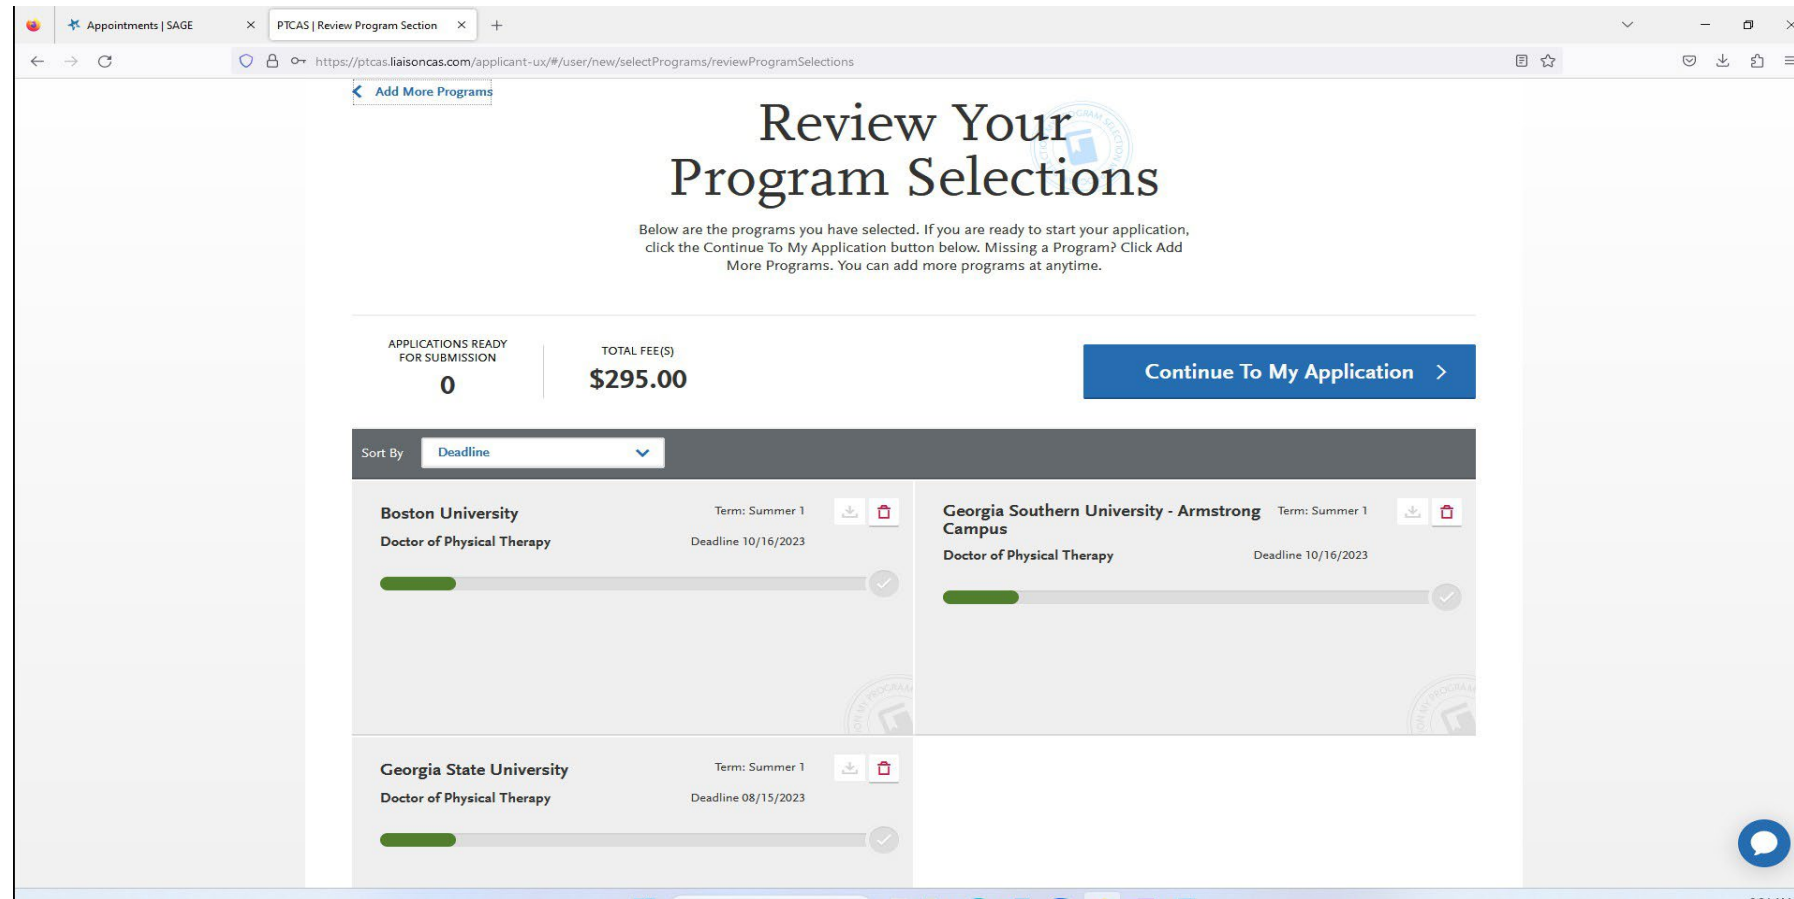 Appointments | SAGE
PTCAS | Review Program Section
https://ptcas.liaisoncas.com/applicant-ux/#/user/new/selectPrograms/reviewProgramSelections
Add More Programs
Review Your
Program Selections
Below are the programs you have selected. If you are ready to start your application,
click the Continue To My Application button below. Missing a Program? Click Add
More Programs. You can add more programs at anytime.
APPLICATIONS READY
FOR SUBMISSION
0
TOTAL FEE(S)
$295.00
Continue To My Application
Sort By Deadline
Boston University Term: Summer 1
Doctor of Physical Therapy Deadline 10/16/2023
Georgia Southern University - Armstrong Term: Summer 1
Campus
Doctor of Physical Therapy Deadline 10/16/2023
Georgia State University Term: Summer 1
Doctor of Physical Therapy Deadline 08/15/2023